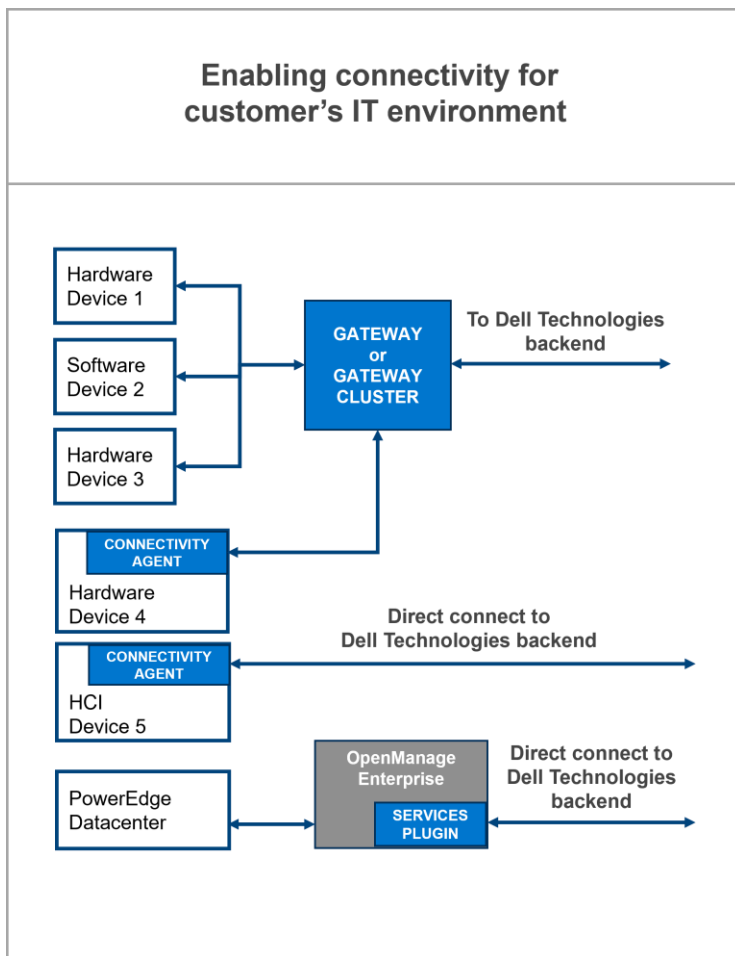 Enabling connectivity for
customer’s IT environment
Hardware
Device 1
Software
Device 2
Hardware
Device 3
GATEWAY
or
GATEWAY
CLUSTER
To Dell Technologies
backend
CONNECTIVITY
AGENT
Hardware
Device 4
Direct connect to
Dell Technologies backend
CONNECTIVITY
AGENT
HCI
Device 5
PowerEdge
Datacenter
OpenManage
Enterprise
SERVICES
PLUGIN
Direct connect to
Dell Technologies
backend